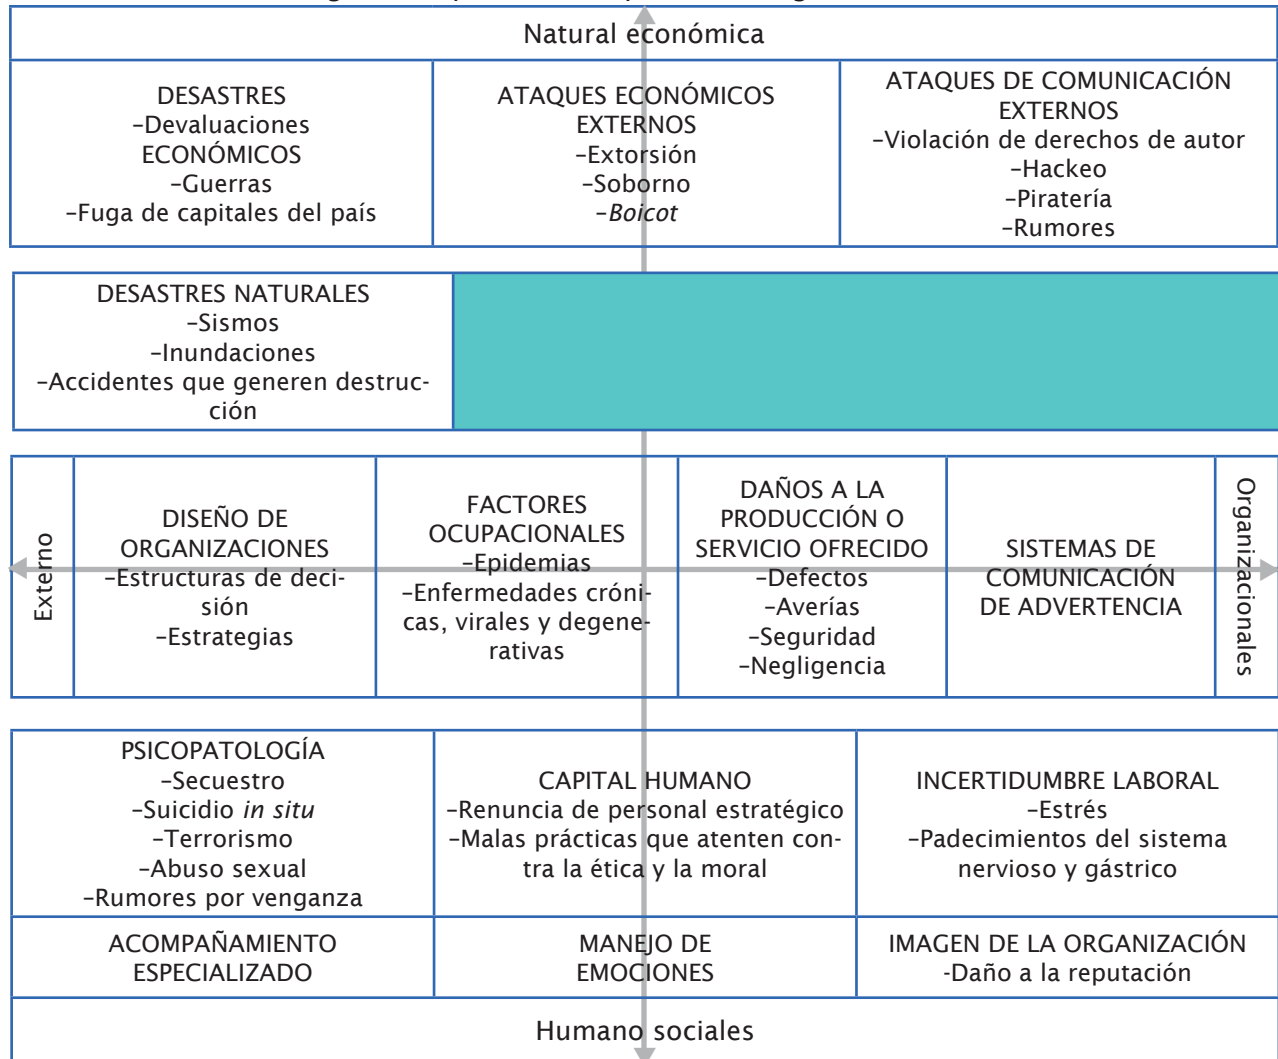 Natural económica
DESASTRES
–Devaluaciones
ECONÓMICOS
–Guerras
–Fuga de capitales del país
ATAQUES ECONÓMICOS
EXTERNOS
–Extorsión
–Soborno
–Boicot
ATAQUES DE COMUNICACIÓN
EXTERNOS
–Violación de derechos de autor
–Hackeo
–Piratería
–Rumores
DESASTRES NATURALES
–Sismos
–Inundaciones
–Accidentes que generen destruc-
ción
Externo
DISEÑO DE
ORGANIZACIONES
–Estructuras de deci-
sión
–Estrategias
FACTORES
OCUPACIONALES
–Epidemias
–Enfermedades cróni-
cas, virales y degene-
rativas
DAÑOS A LA
PRODUCCIÓN O
SERVICIO OFRECIDO
–Defectos
–Averías
–Seguridad
–Negligencia
SISTEMAS DE
COMUNICACIÓN
DE ADVERTENCIA
Organizacionales
PSICOPATOLOGÍA
–Secuestro
–Suicidio in situ
–Terrorismo
–Abuso sexual
–Rumores por venganza
CAPITAL HUMANO
–Renuncia de personal estratégico
–Malas prácticas que atenten con-
tra la ética y la moral
INCERTIDUMBRE LABORAL
–Estrés
–Padecimientos del sistema
nervioso y gástrico
ACOMPAÑAMIENTO
ESPECIALIZADO
MANEJO DE
EMOCIONES
IMAGEN DE LA ORGANIZACIÓN
-Daño a la reputación
Humano sociales